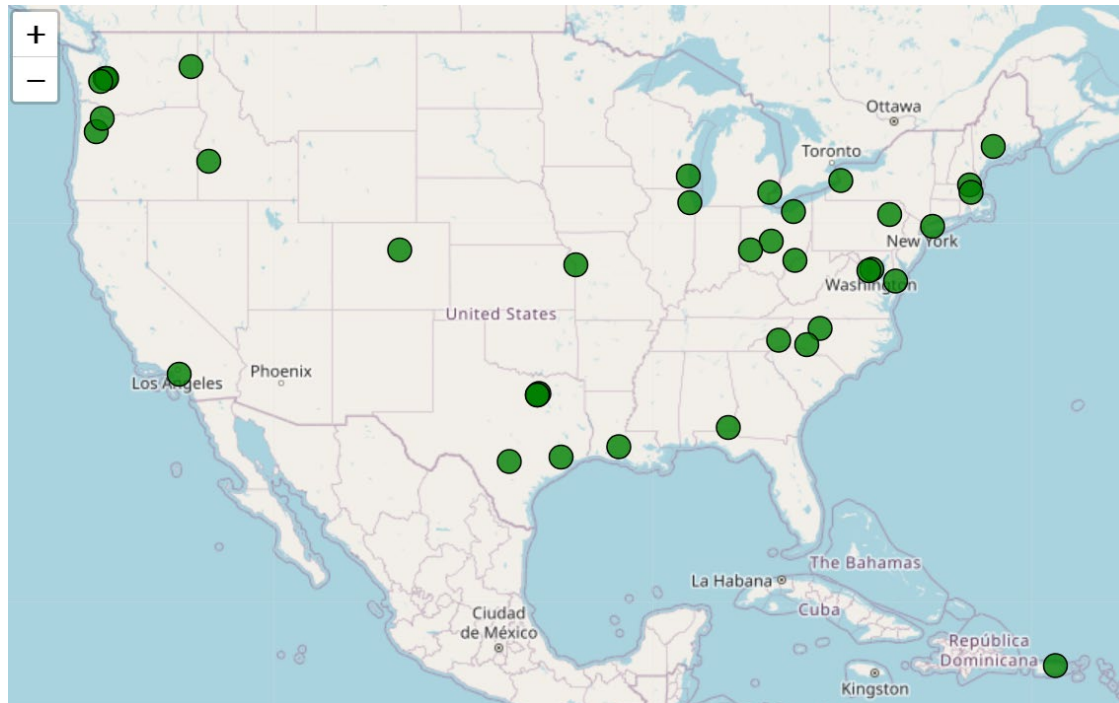 +
−
Ottawa
Toronto
New York
Washington
United States
Phoenix
Los Angeles
The Bahamas
La Habana
Cuba
Ciudad
de México
República
Dominicana
Kingston